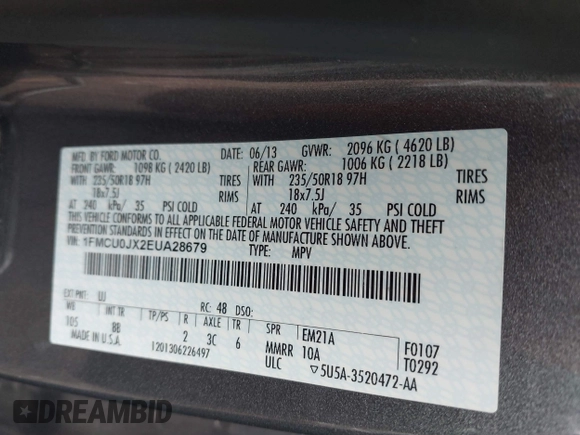 MFD. BY FORD MOTOR CO.
DATE: 06/13 GVWR: 2096 KG ( 4620 LB)
FRONT GAWR: 1098 KG ( 2420 LB) REAR GAWR: 1006 KG ( 2218 LB)
WITH 235/50R18 97H TIRES WITH 235/50R18 97H TIRES
18x7.5J RIMS 18x7.5J RIMS
AT 240 kPa/ 35 PSI COLD AT 240 kPa/ 35 PSI COLD
THIS VEHICLE CONFORMS TO ALL APPLICABLE FEDERAL MOTOR VEHICLE SAFETY AND THEFT
PREVENTION STANDARDS IN EFFECT ON THE DATE OF MANUFACTURE SHOWN ABOVE.
VIN: 1FMCU0JX2EUA28679 TYPE: MPV
EXT PNT: UJ RC: 48 DSO:
WB INT TR TP/PS R AXLE TR SPR EM21A F0107
105 BB 2 3C 6 MMRR 10A T0292
MADE IN U.S.A. I201306226497 ULC ▽5U5A-3520472-AA
DREAMBID